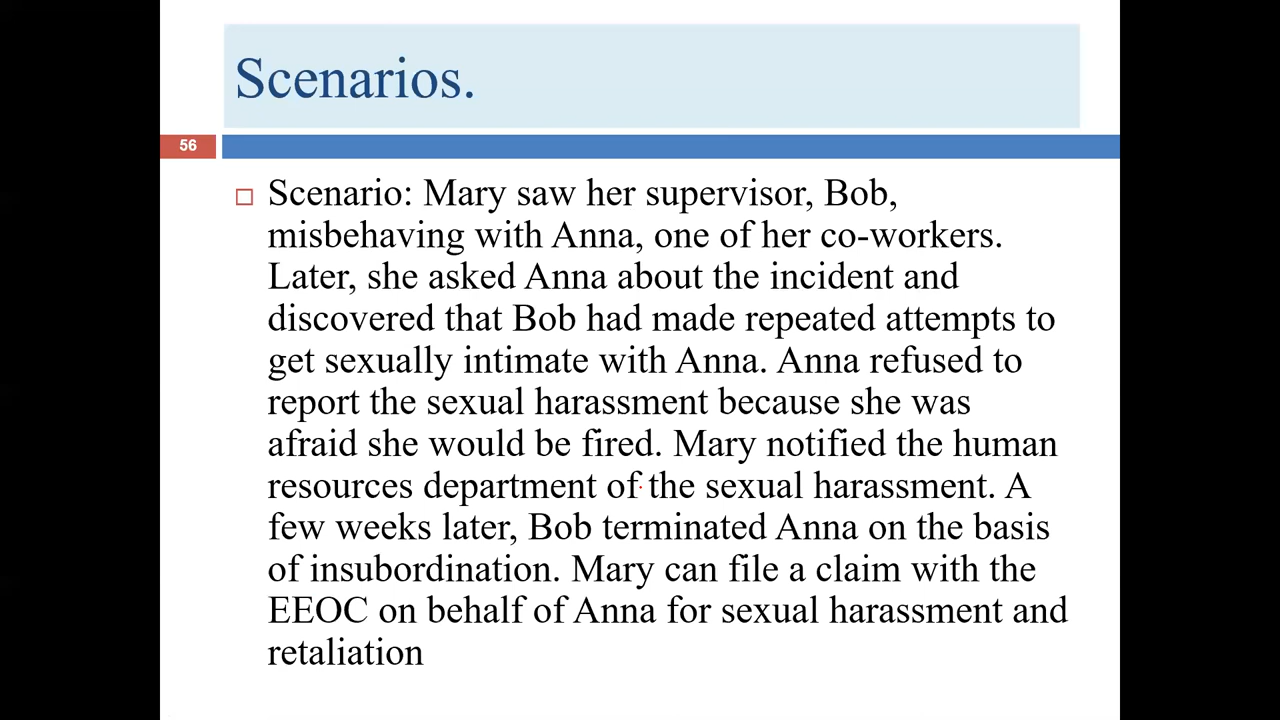 Scenarios.
56
Scenario: Mary saw her supervisor, Bob,
misbehaving with Anna, one of her co-workers.
Later, she asked Anna about the incident and
discovered that Bob had made repeated attempts to
get sexually intimate with Anna. Anna refused to
report the sexual harassment because she was
afraid she would be fired. Mary notified the human
resources department of the sexual harassment. A
few weeks later, Bob terminated Anna on the basis
of insubordination. Mary can file a claim with the
EEOC on behalf of Anna for sexual harassment and
retaliation